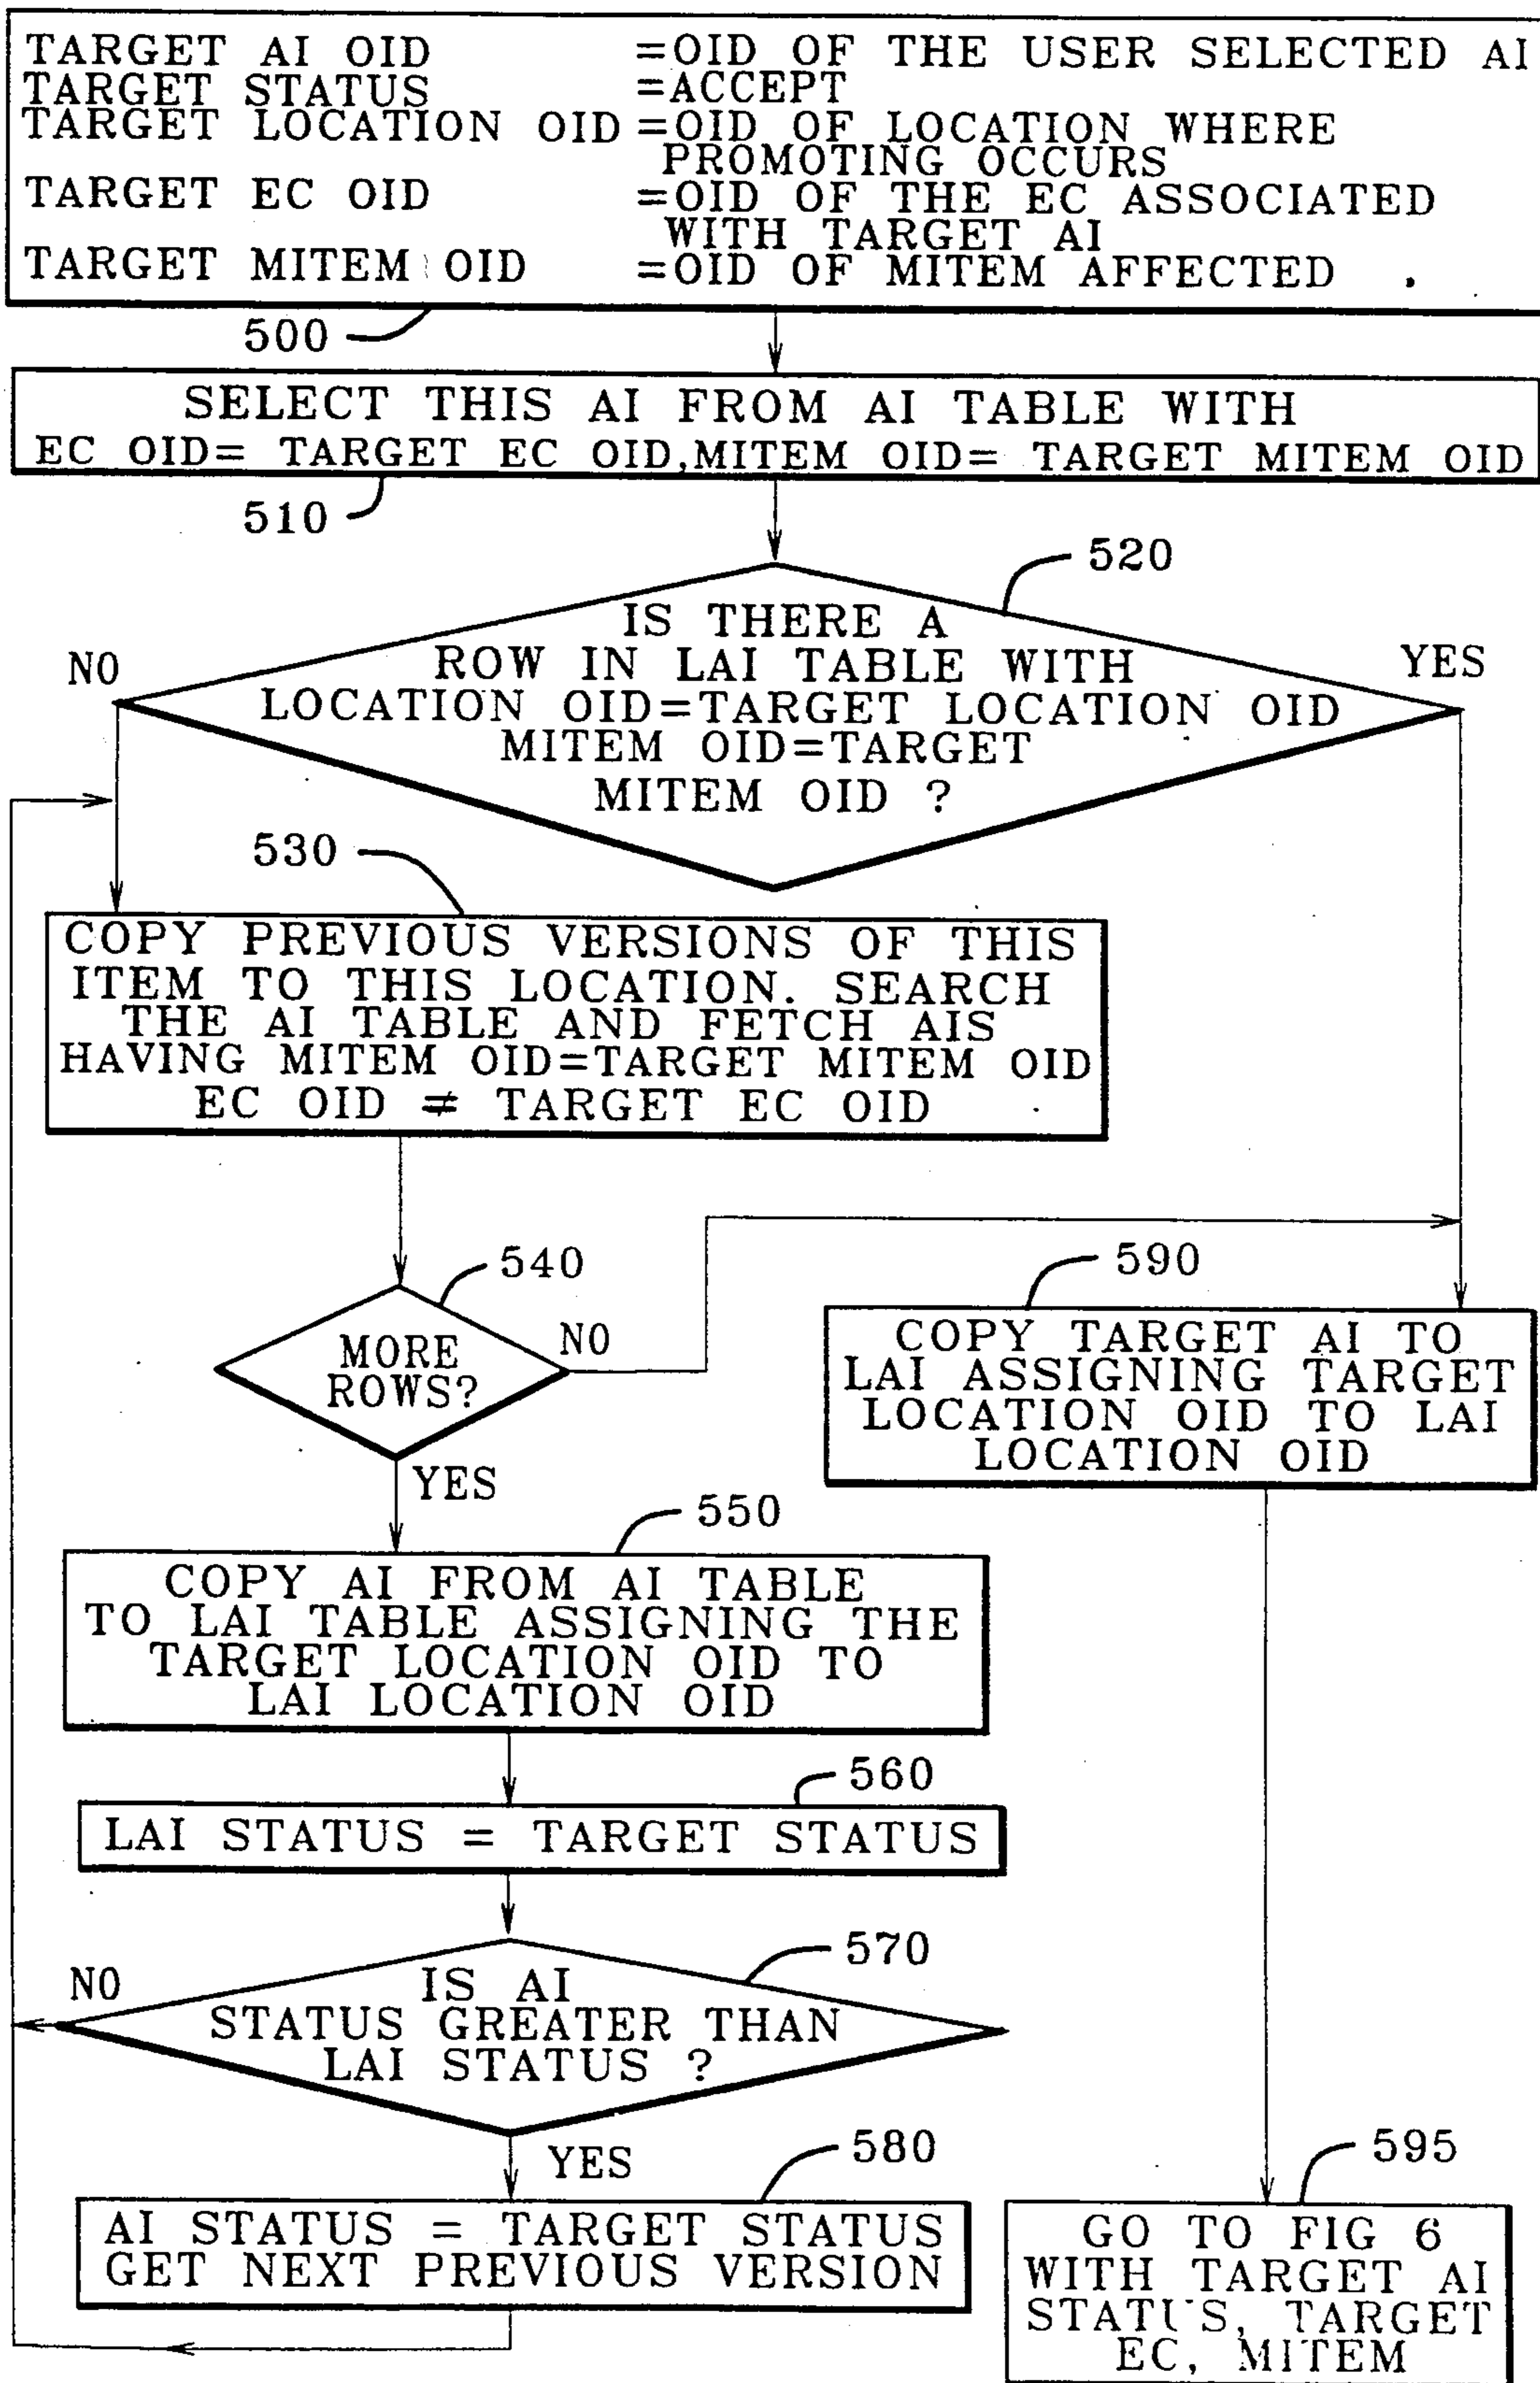 TARGET AI OID =OID OF THE USER SELECTED AI
TARGET STATUS =ACCEPT
TARGET LOCATION OID =OID OF LOCATION WHERE
PROMOTING OCCURS
TARGET EC OID =OID OF THE EC ASSOCIATED
WITH TARGET AI
TARGET MITEM OID =OID OF MITEM AFFECTED .
500
SELECT THIS AI FROM AI TABLE WITH
EC OID= TARGET EC OID,MITEM OID= TARGET MITEM OID
510
520
IS THERE A
ROW IN LAI TABLE WITH
LOCATION OID=TARGET LOCATION OID
MITEM OID=TARGET
MITEM OID ?
NO
YES
530
COPY PREVIOUS VERSIONS OF THIS
ITEM TO THIS LOCATION. SEARCH
THE AI TABLE AND FETCH AIS
HAVING MITEM OID=TARGET MITEM OID
EC OID ≠ TARGET EC OID
540
MORE
ROWS?
NO
YES
590
COPY TARGET AI TO
LAI ASSIGNING TARGET
LOCATION OID TO LAI
LOCATION OID
550
COPY AI FROM AI TABLE
TO LAI TABLE ASSIGNING THE
TARGET LOCATION OID TO
LAI LOCATION OID
560
LAI STATUS = TARGET STATUS
570
NO
IS AI
STATUS GREATER THAN
LAI STATUS ?
YES
580
AI STATUS = TARGET STATUS
GET NEXT PREVIOUS VERSION
595
GO TO FIG 6
WITH TARGET AI
STATUS, TARGET
EC, MITEM